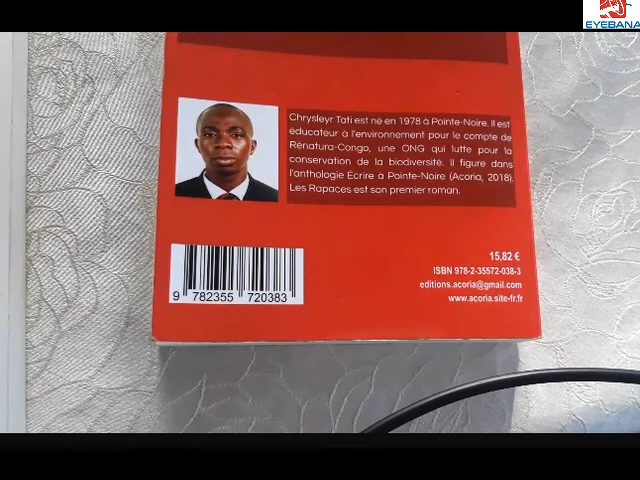 EYEBANA
Chrysleyr Tati est né en 1978 à Pointe-Noire. Il est
éducateur à l'environnement pour le compte de
Rénatura-Congo, une ONG qui lutte pour la
conservation de la biodiversité. Il figure dans
l'anthologie Écrire à Pointe-Noire (Acoria, 2018).
Les Rapaces est son premier roman.
15,82 €
ISBN 978-2-35572-038-3
editions.acoria@gmail.com
www.acoria.site-fr.fr
9 782355 720383